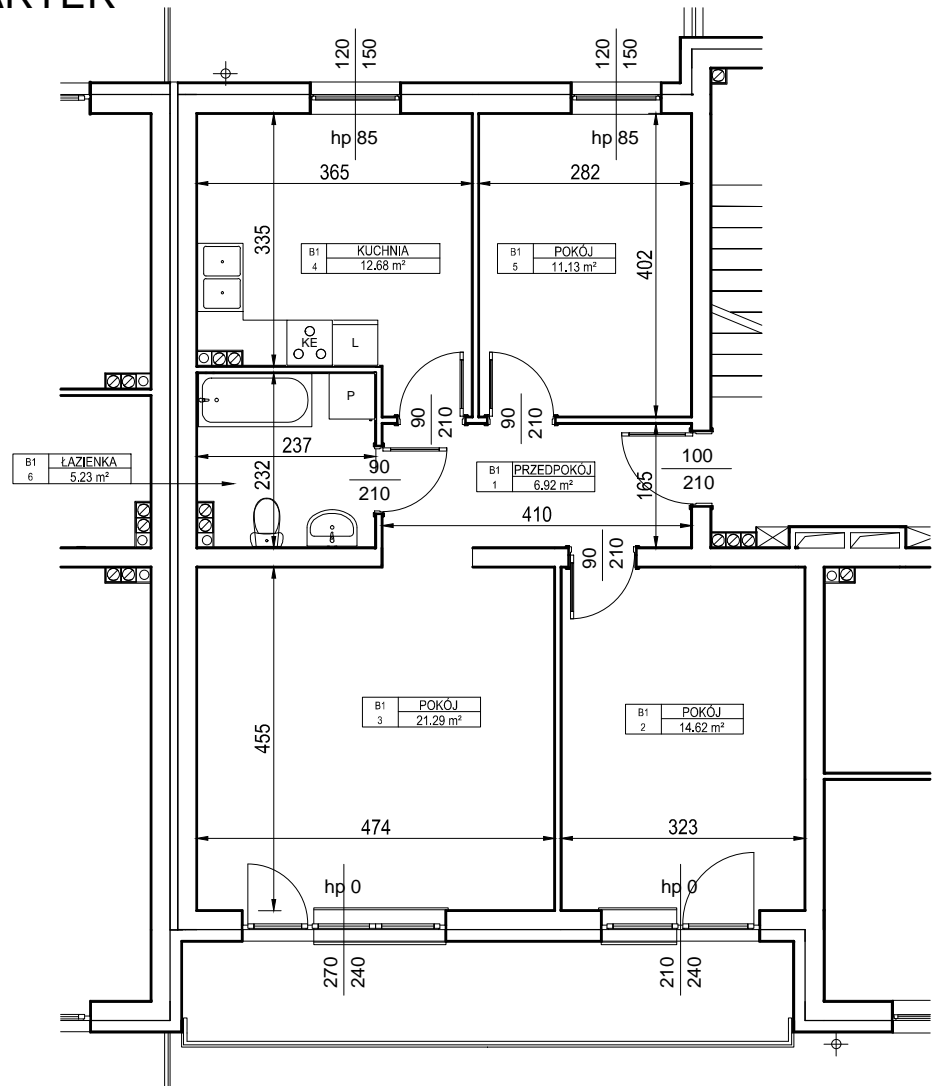 120
150
120
150
hp 85
hp 85
365
282
335
402
B1
4
KUCHNIA
12.68 m²
B1
5
POKÓJ
11.13 m²
KE
L
P
90
210
90
210
237
232
90
210
B1
6
ŁAZIENKA
5.23 m²
B1
1
PRZEDPOKÓJ
6.92 m²
165
100
210
410
90
210
455
B1
3
POKÓJ
21.29 m²
B1
2
POKÓJ
14.62 m²
474
323
hp 0
hp 0
270
240
210
240